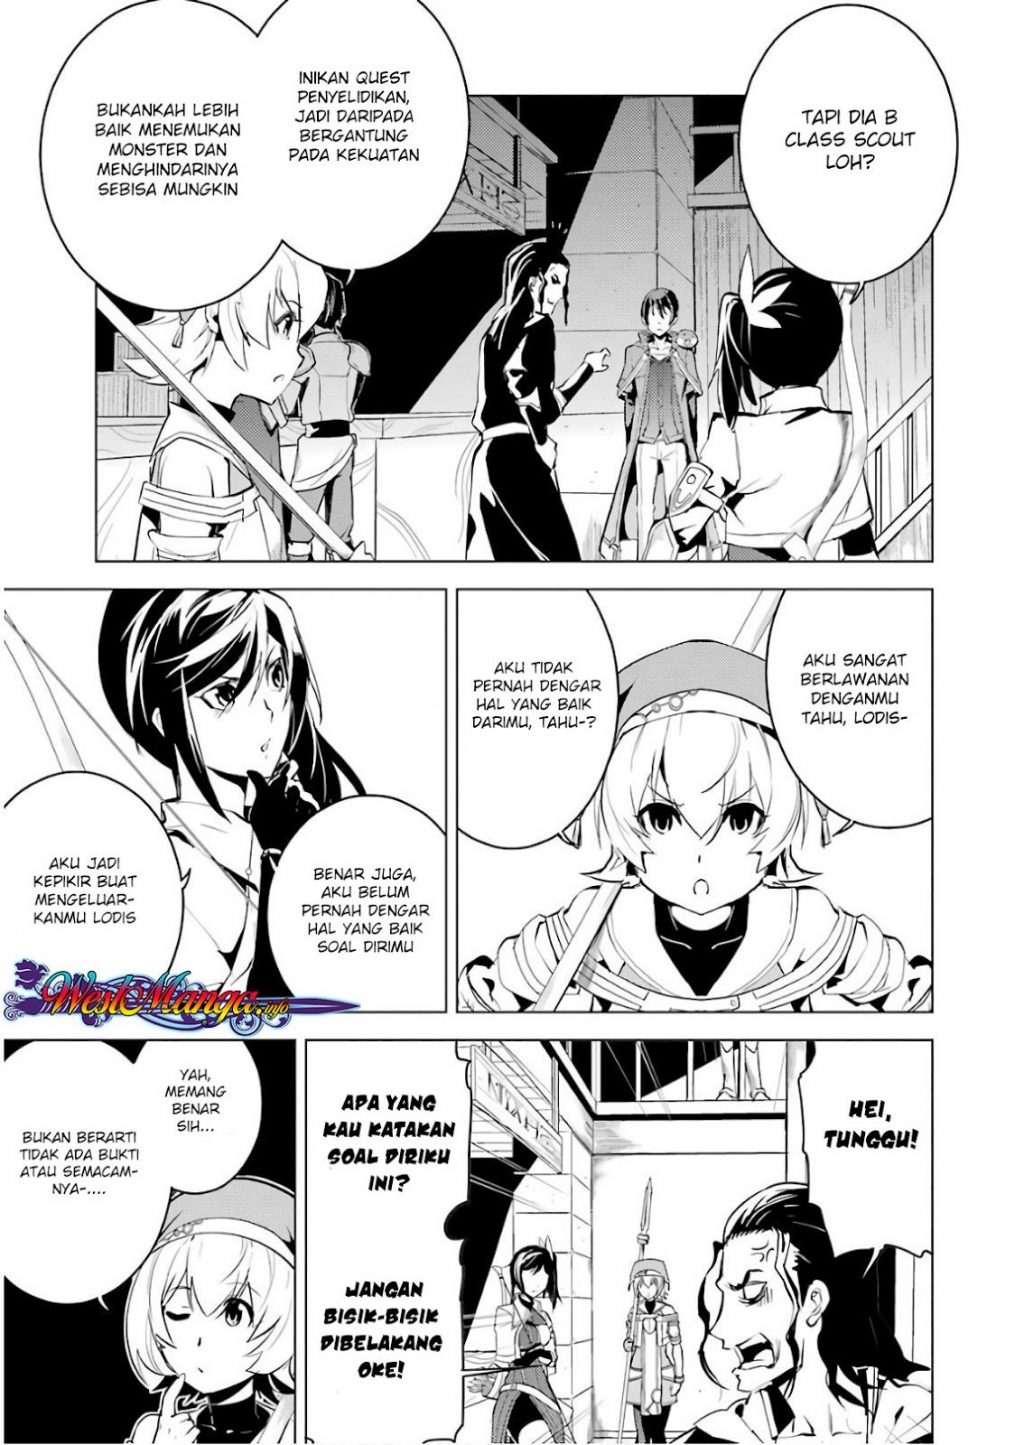 TAPI DIA B
CLASS SCOUT
LOH?
INIKAN QUEST
PENYELIDIKAN,
JADI DARIPADA
BERGANTUNG
PADA KEKUATAN
BUKANKAH LEBIH
BAIK MENEMUKAN
MONSTER DAN
MENGHINDARINYA
SEBISA MUNGKIN
AKU SANGAT
BERLAWANAN
DENGANMU
TAHU, LODIS-
AKU TIDAK
PERNAH DENGAR
HAL YANG BAIK
DARIMU, TAHU-?
BENAR JUGA,
AKU BELUM
PERNAH DENGAR
HAL YANG BAIK
SOAL DIRIMU
AKU JADI
KEPIKIR BUAT
MENGELUAR-
KANMU LODIS
WestManga.info
HEI,
TUNGGU!
APA YANG
KAU KATAKAN
SOAL DIRIKU
INI?
JANGAN
BISIK-BISIK
DIBELAKANG
OKE!
YAH,
MEMANG
BENAR
SIH...
BUKAN BERARTI
TIDAK ADA BUKTI
ATAU SEMACAM-
NYA-....